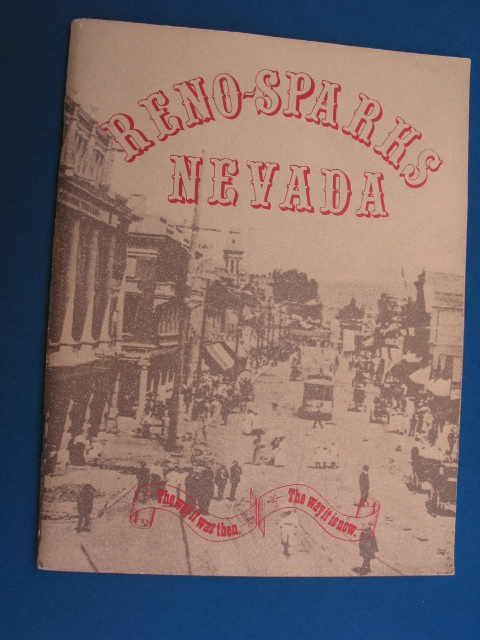 RENO-SPARKS
NEVADA
The way it was then.
The way it is now.